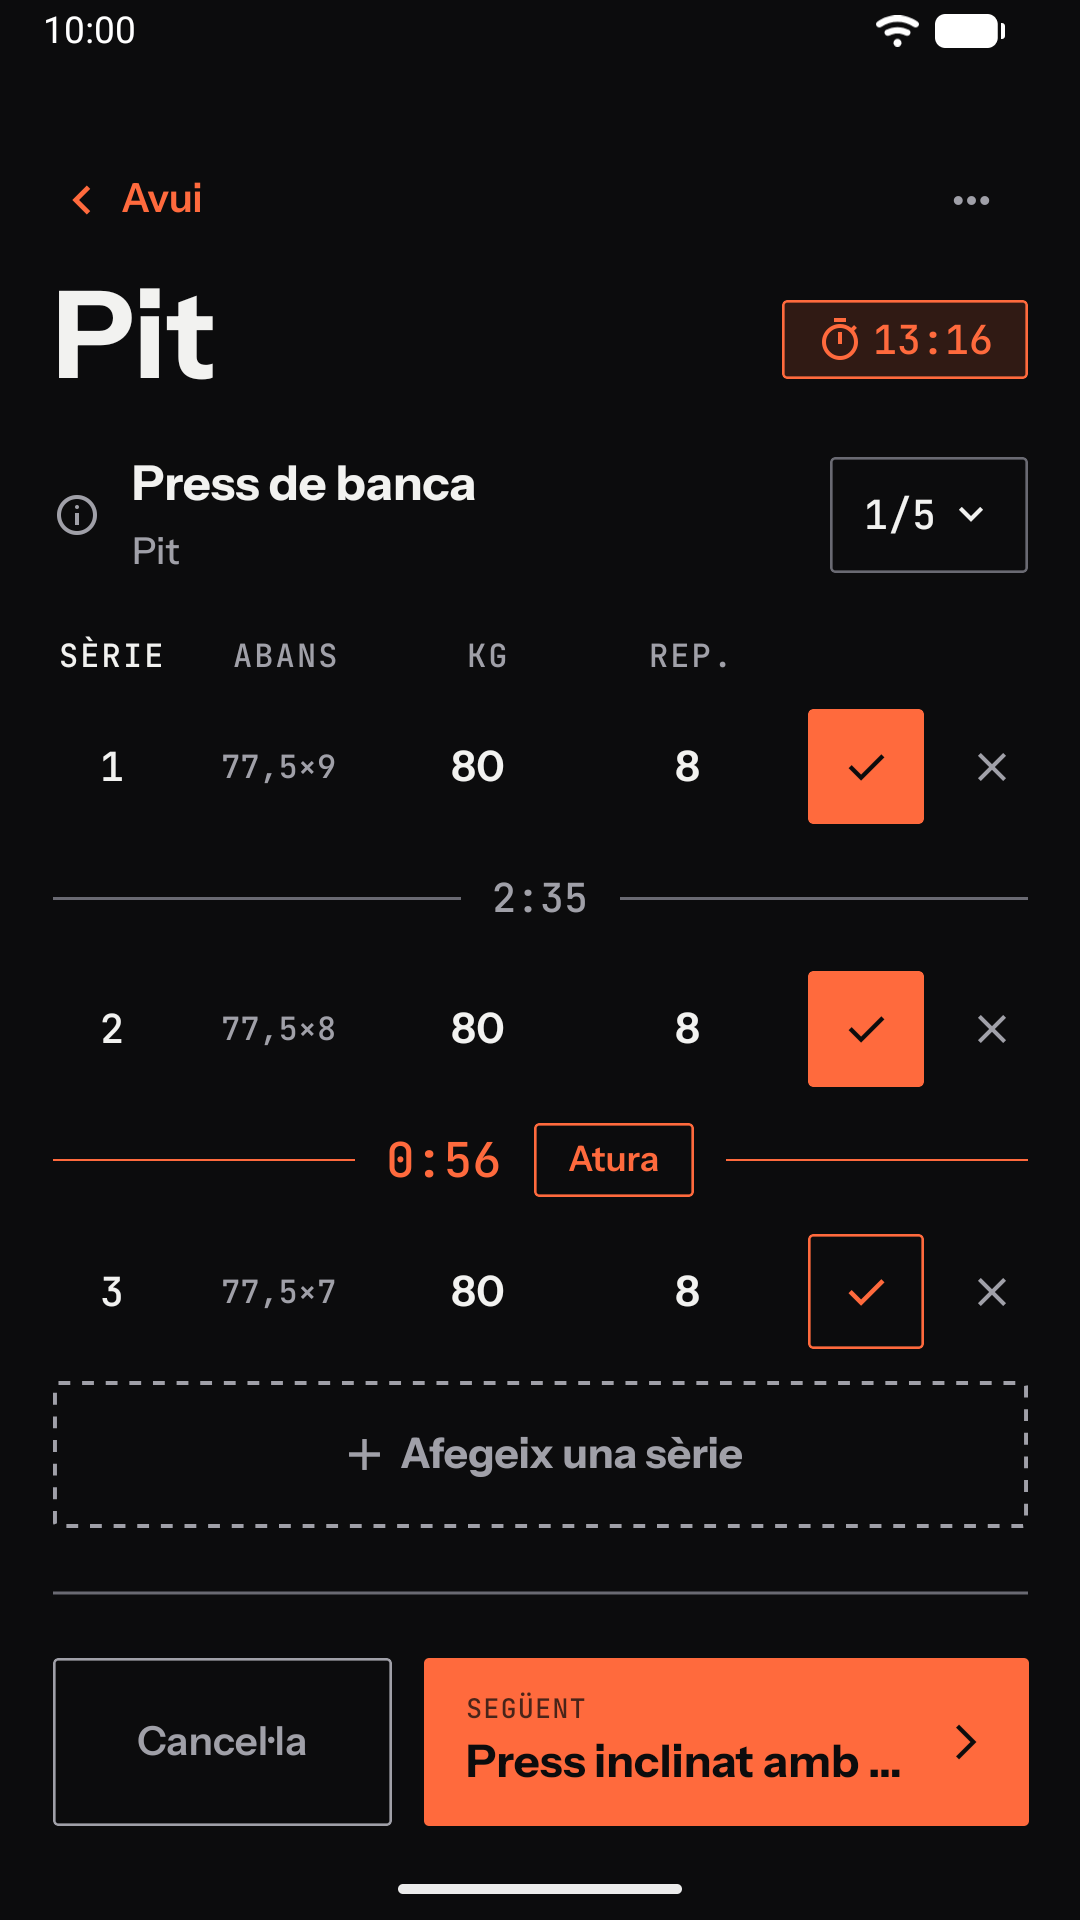 10:00
Avui
Pit
13:16
Press de banca
Pit
1/5
SÈRIE ABANS KG REP.
1 77,5×9 80 8
2:35
2 77,5×8 80 8
0:56 Atura
3 77,5×7 80 8
Afegeix una sèrie
Cancel·la
SEGÜENT
Press inclinat amb ...